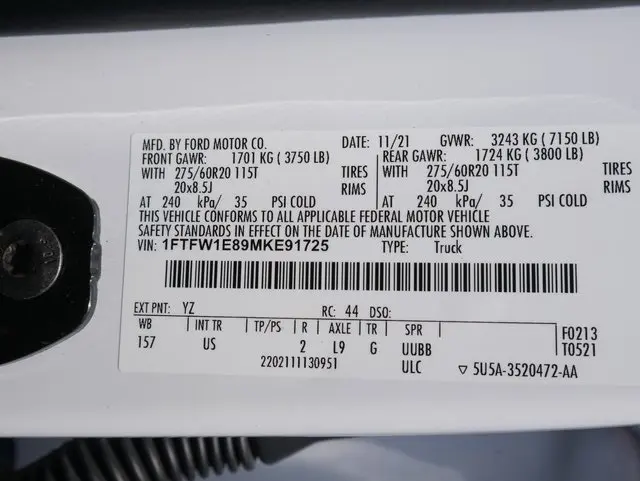 MFD. BY FORD MOTOR CO. DATE: 11/21 GVWR: 3243 KG ( 7150 LB)
FRONT GAWR: 1701 KG ( 3750 LB) REAR GAWR: 1724 KG ( 3800 LB)
WITH 275/60R20 115T TIRES WITH 275/60R20 115T TIRES
20x8.5J RIMS 20x8.5J RIMS
AT 240 kPa/ 35 PSI COLD AT 240 kPa/ 35 PSI COLD
THIS VEHICLE CONFORMS TO ALL APPLICABLE FEDERAL MOTOR VEHICLE
SAFETY STANDARDS IN EFFECT ON THE DATE OF MANUFACTURE SHOWN ABOVE.
VIN: 1FTFW1E89MKE91725 TYPE: Truck
EXT PNT: YZ RC: 44 DSO:
WB INT TR TP/PS R AXLE TR SPR F0213
157 US 2 L9 G UUBB T0521
2202111130951 ULC ▽ 5U5A-3520472-AA